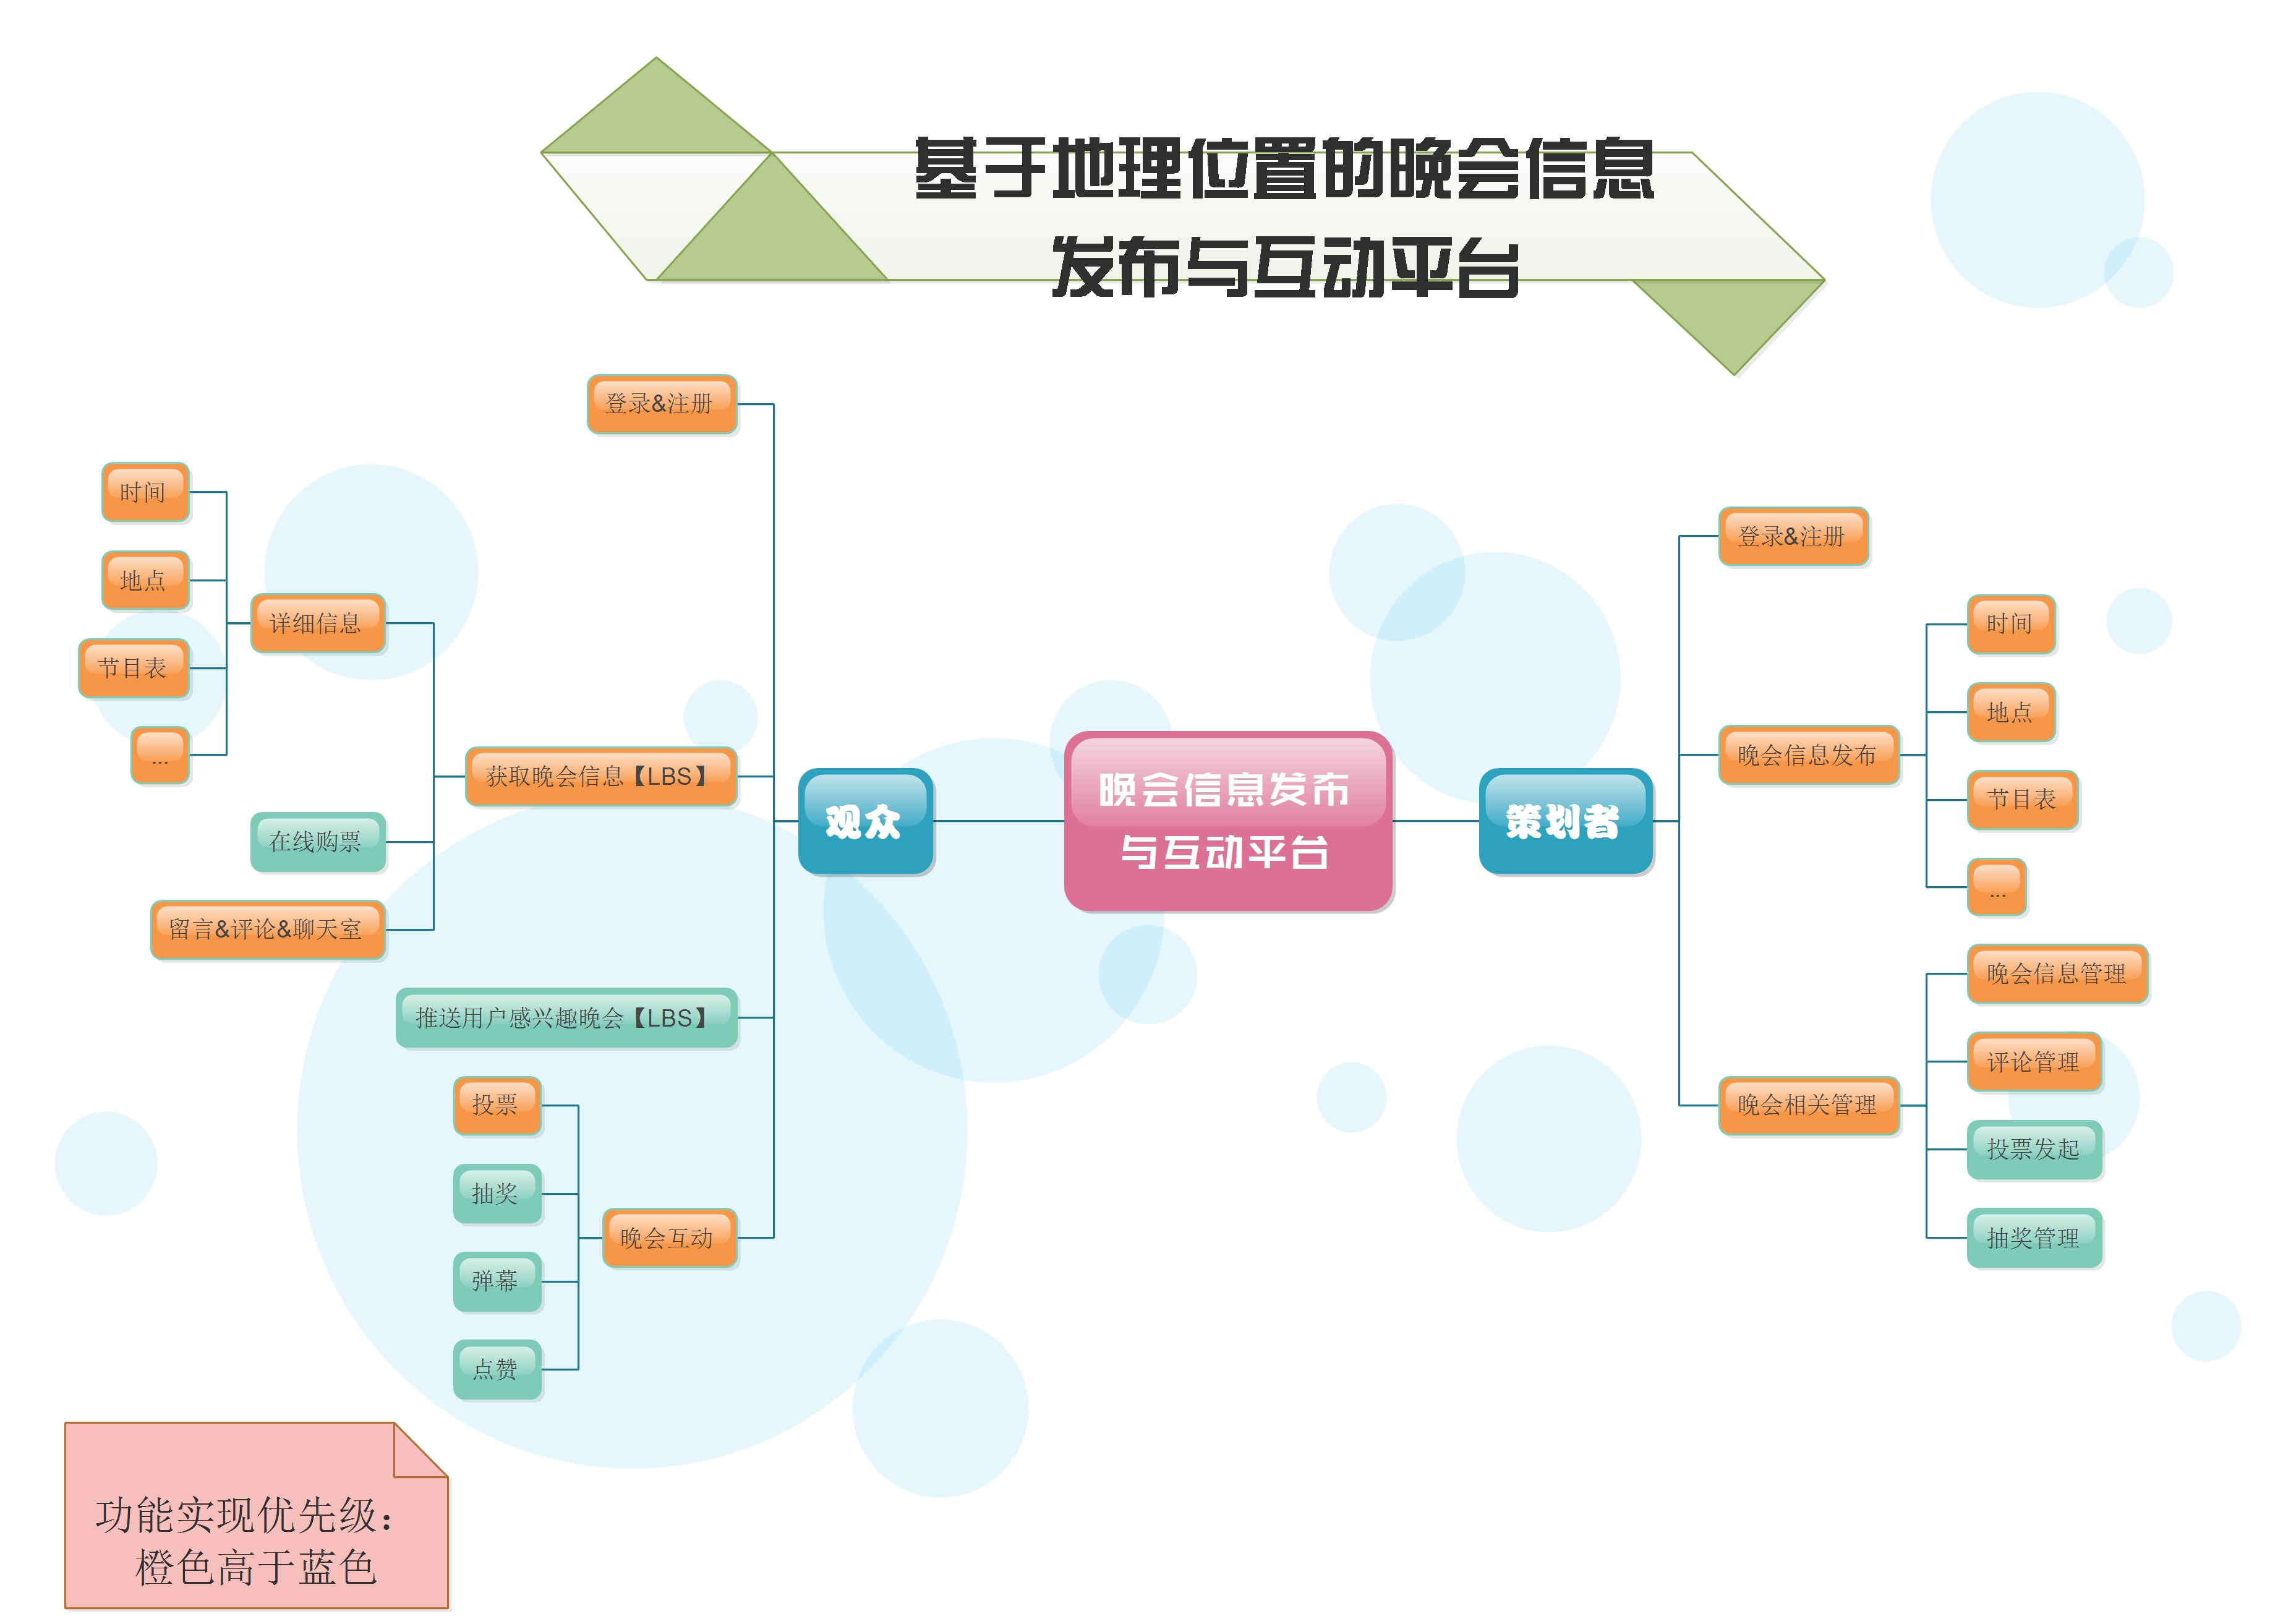 基于地理位置的晚会信息
发布与互动平台
登录&注册
时间
地点
详细信息
节目表
...
获取晚会信息【LBS】
在线购票
留言&评论&聊天室
推送用户感兴趣晚会【LBS】
投票
抽奖
晚会互动
弹幕
点赞
观众
晚会信息发布
与互动平台
策划者
登录&注册
时间
地点
晚会信息发布
节目表
...
晚会信息管理
评论管理
晚会相关管理
投票发起
抽奖管理
功能实现优先级：
橙色高于蓝色